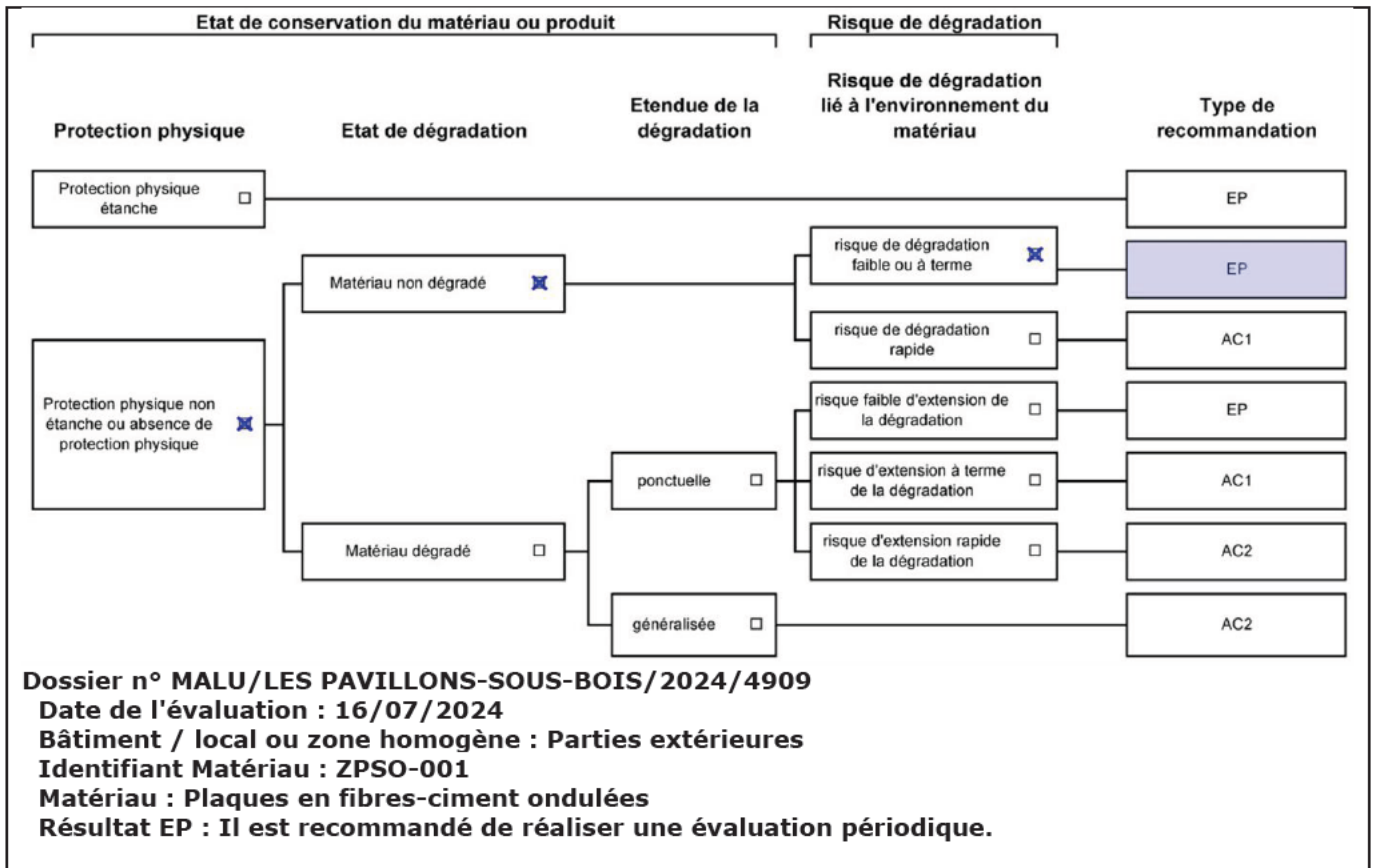 Etat de conservation du matériau ou produit
Risque de dégradation
Protection physique
Etat de dégradation
Etendue de la
dégradation
Risque de dégradation
lié à l'environnement du
matériau
Type de
recommandation
Protection physique
étanche
EP
risque de dégradation
faible ou à terme
EP
Matériau non dégradé
risque de dégradation
rapide
AC1
Protection physique non
étanche ou absence de
protection physique
risque faible d'extension de
la dégradation
EP
ponctuelle
risque d'extension à terme
de la dégradation
AC1
Matériau dégradé
risque d'extension rapide
de la dégradation
AC2
généralisée
AC2
Dossier n° MALU/LES PAVILLONS-SOUS-BOIS/2024/4909
Date de l'évaluation : 16/07/2024
Bâtiment / local ou zone homogène : Parties extérieures
Identifiant Matériau : ZPSO-001
Matériau : Plaques en fibres-ciment ondulées
Résultat EP : Il est recommandé de réaliser une évaluation périodique.